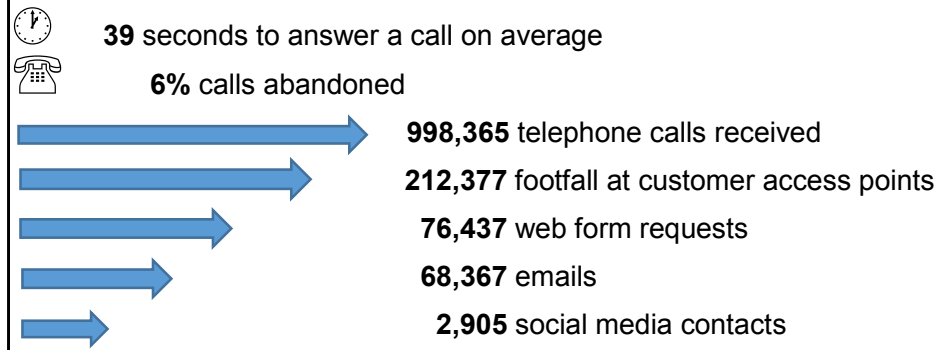 39 seconds to answer a call on average
6% calls abandoned
998,365 telephone calls received
212,377 footfall at customer access points
76,437 web form requests
68,367 emails
2,905 social media contacts